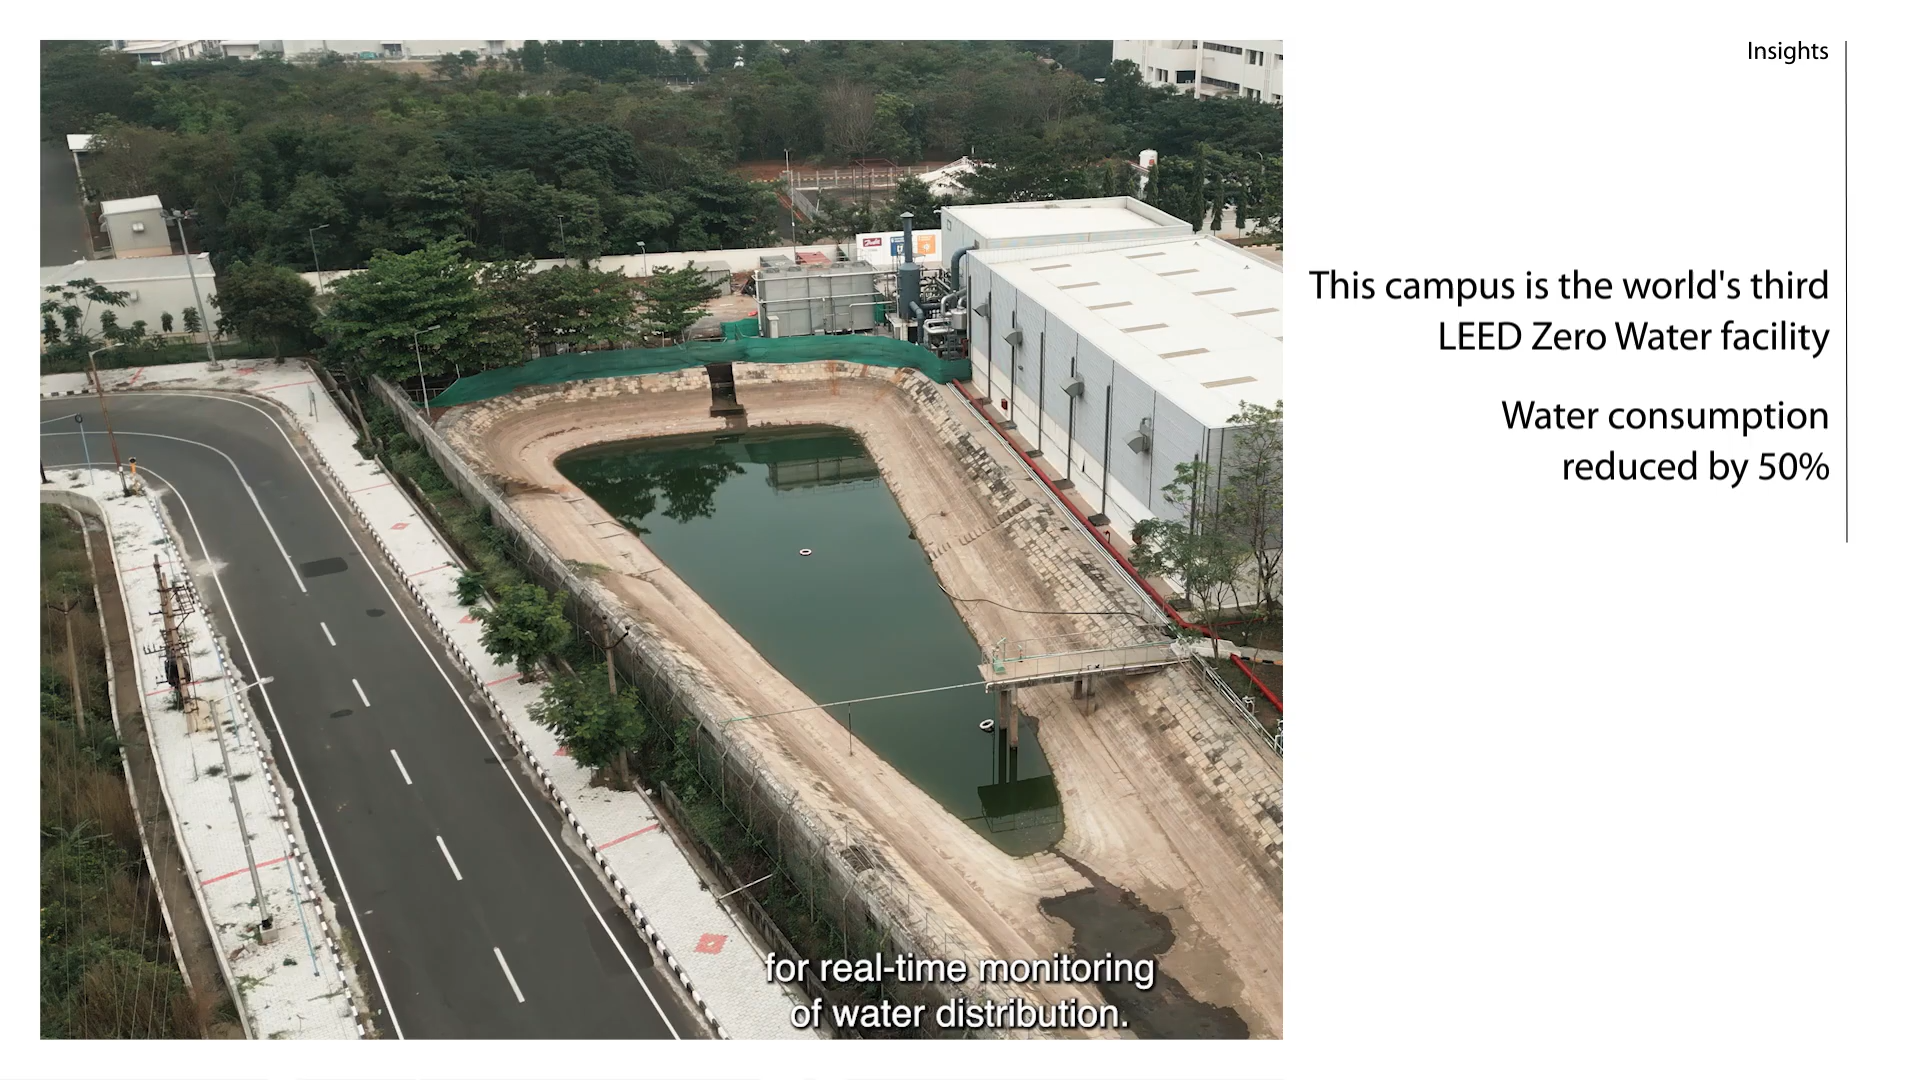 Insights
This campus is the world's third
LEED Zero Water facility
Water consumption
reduced by 50%
Danfoss
for real-time monitoring
of water distribution.